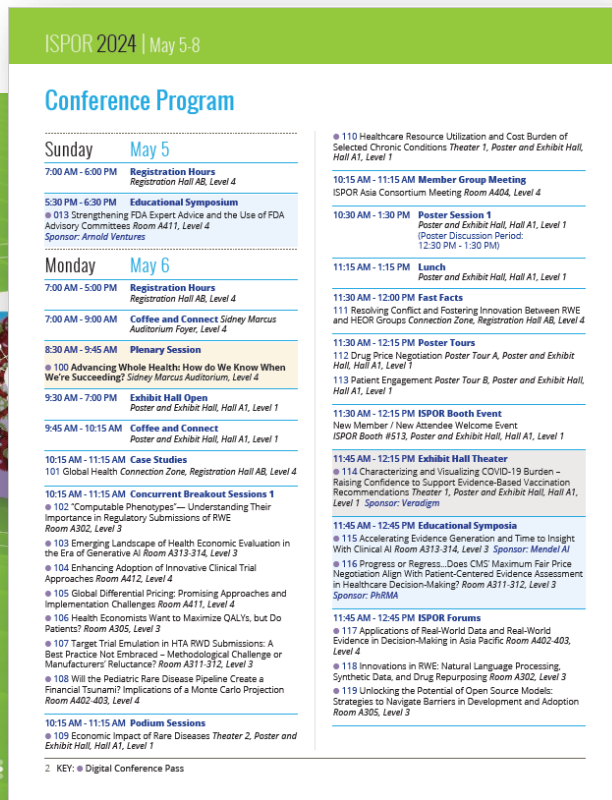 ISPOR 2024 | May 5-8
Conference Program
Sunday May 5
7:00 AM - 6:00 PM Registration Hours
Registration Hall AB, Level 4
5:30 PM - 6:30 PM Educational Symposium
● 013 Strengthening FDA Expert Advice and the Use of FDA
Advisory Committees Room A411, Level 4
Sponsor: Arnold Ventures
Monday May 6
7:00 AM - 5:00 PM Registration Hours
Registration Hall AB, Level 4
7:00 AM - 9:00 AM Coffee and Connect Sidney Marcus
Auditorium Foyer, Level 4
8:30 AM - 9:45 AM Plenary Session
● 100 Advancing Whole Health: How do We Know When
We're Succeeding? Sidney Marcus Auditorium, Level 4
9:30 AM - 7:00 PM Exhibit Hall Open
Poster and Exhibit Hall, Hall A1, Level 1
9:45 AM - 10:15 AM Coffee and Connect
Poster and Exhibit Hall, Hall A1, Level 1
10:15 AM - 11:15 AM Case Studies
101 Global Health Connection Zone, Registration Hall AB, Level 4
10:15 AM - 11:15 AM Concurrent Breakout Sessions 1
● 102 "Computable Phenotypes"— Understanding Their
Importance in Regulatory Submissions of RWE
Room A302, Level 3
● 103 Emerging Landscape of Health Economic Evaluation in
the Era of Generative AI Room A313-314, Level 3
● 104 Enhancing Adoption of Innovative Clinical Trial
Approaches Room A412, Level 4
● 105 Global Differential Pricing: Promising Approaches and
Implementation Challenges Room A411, Level 4
● 106 Health Economists Want to Maximize QALYs, but Do
Patients? Room A305, Level 3
● 107 Target Trial Emulation in HTA RWD Submissions: A
Best Practice Not Embraced – Methodological Challenge or
Manufacturers' Reluctance? Room A311-312, Level 3
● 108 Will the Pediatric Rare Disease Pipeline Create a
Financial Tsunami? Implications of a Monte Carlo Projection
Room A402-403, Level 4
10:15 AM - 11:15 AM Podium Sessions
● 109 Economic Impact of Rare Diseases Theater 2, Poster and
Exhibit Hall, Hall A1, Level 1
● 110 Healthcare Resource Utilization and Cost Burden of
Selected Chronic Conditions Theater 1, Poster and Exhibit Hall,
Hall A1, Level 1
10:15 AM - 11:15 AM Member Group Meeting
ISPOR Asia Consortium Meeting Room A404, Level 4
10:30 AM - 1:30 PM Poster Session 1
Poster and Exhibit Hall, Hall A1, Level 1
(Poster Discussion Period:
12:30 PM - 1:30 PM)
11:15 AM - 1:15 PM Lunch
Poster and Exhibit Hall, Hall A1, Level 1
11:30 AM - 12:00 PM Fast Facts
111 Resolving Conflict and Fostering Innovation Between RWE
and HEOR Groups Connection Zone, Registration Hall AB, Level 4
11:30 AM - 12:15 PM Poster Tours
112 Drug Price Negotiation Poster Tour A, Poster and Exhibit
Hall, Hall A1, Level 1
113 Patient Engagement Poster Tour B, Poster and Exhibit Hall,
Hall A1, Level 1
11:30 AM - 12:15 PM ISPOR Booth Event
New Member / New Attendee Welcome Event
ISPOR Booth #513, Poster and Exhibit Hall, Hall A1, Level 1
11:45 AM - 12:15 PM Exhibit Hall Theater
● 114 Characterizing and Visualizing COVID-19 Burden –
Raising Confidence to Support Evidence-Based Vaccination
Recommendations Theater 1, Poster and Exhibit Hall, Hall A1,
Level 1 Sponsor: Veradigm
11:45 AM - 12:45 PM Educational Symposia
● 115 Accelerating Evidence Generation and Time to Insight
With Clinical AI Room A313-314, Level 3 Sponsor: Mendel AI
● 116 Progress or Regress...Does CMS' Maximum Fair Price
Negotiation Align With Patient-Centered Evidence Assessment
in Healthcare Decision-Making? Room A311-312, Level 3
Sponsor: PhRMA
11:45 AM - 12:45 PM ISPOR Forums
● 117 Applications of Real-World Data and Real-World
Evidence in Decision-Making in Asia Pacific Room A402-403,
Level 4
● 118 Innovations in RWE: Natural Language Processing,
Synthetic Data, and Drug Repurposing Room A302, Level 3
● 119 Unlocking the Potential of Open Source Models:
Strategies to Navigate Barriers in Development and Adoption
Room A305, Level 3
2 KEY: ● Digital Conference Pass